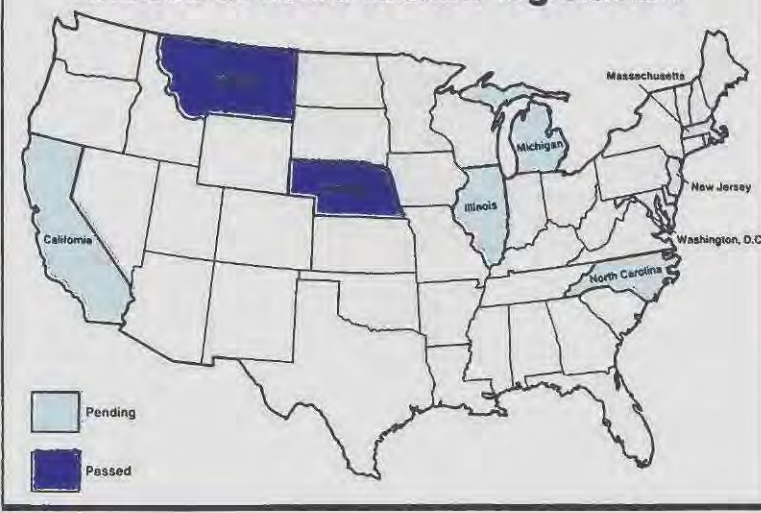 Massachusetts
Michigan
New Jersey
Illinois
California
Washington, D.C
North Carolina
Pending
Passed